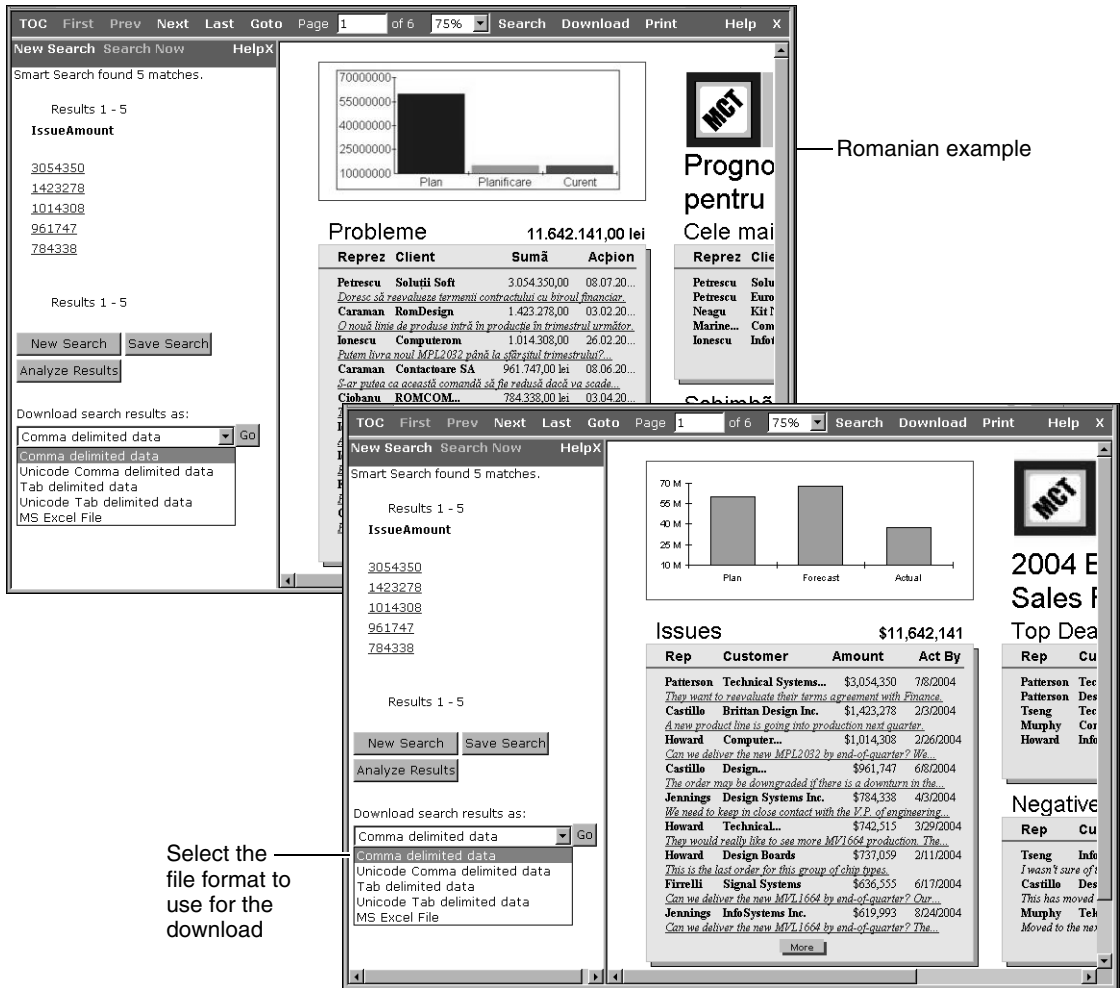 TOC First Prev Next Last Goto Page 1 of 6 75% Search Download Print Help X
New Search Search Now HelpX
Smart Search found 5 matches.
Results 1 - 5
IssueAmount
3054350
1423278
1014308
961747
784338
Results 1 - 5
New Search Save Search
Analyze Results
Download search results as:
Comma delimited data Go
Comma delimited data
Unicode Comma delimited data
Tab delimited data
Unicode Tab delimited data
MS Excel File
70000000
55000000
40000000
25000000
10000000
Plan Planificare Curent
MCT
Progno
pentru
Probleme 11.642.141,00 lei
Reprez Client Sumã Acþion
Petrescu Soluţii Soft 3.054.350,00 08.07.20...
Doresc să reevalueze termenii contractului cu biroul financiar.
Caraman RomDesign 1.423.278,00 03.02.20...
O nouă linie de produse intră în producţie în trimestrul următor.
Ionescu Computerom 1.014.308,00 26.02.20...
Putem livra noul MPL2032 până la sfârşitul trimestrului?...
Caraman Contactoare SA 961.747,00 lei 08.06.20...
S-ar putea ca această comandă să fie redusă dacă va scade...
Ciobanu ROMCOM... 784.338,00 lei 03.04.20...
Cele mai
Reprez Clie
Petrescu Solu
Petrescu Euro
Neagu Kit
Marine... Com
Ionescu Infot
Schimbã
Romanian example
TOC First Prev Next Last Goto Page 1 of 6 75% Search Download Print Help X
New Search Search Now HelpX
Smart Search found 5 matches.
Results 1 - 5
IssueAmount
3054350
1423278
1014308
961747
784338
Results 1 - 5
New Search Save Search
Analyze Results
Download search results as:
Comma delimited data Go
Comma delimited data
Unicode Comma delimited data
Tab delimited data
Unicode Tab delimited data
MS Excel File
Select the
file format to
use for the
download
70 M
55 M
40 M
25 M
10 M
Plan Forecast Actual
MCT
2004 E
Sales F
Issues $11,642,141
Rep Customer Amount Act By
Patterson Technical Systems... $3,054,350 7/8/2004
They want to reevaluate their terms agreement with Finance.
Castillo Brittan Design Inc. $1,423,278 2/3/2004
A new product line is going into production next quarter.
Howard Computer... $1,014,308 2/26/2004
Can we deliver the new MPL2032 by end-of-quarter? We...
Castillo Design... $961,747 6/8/2004
The order may be downgraded if there is a downturn in the...
Jennings Design Systems Inc. $784,338 4/3/2004
We need to keep in close contact with the V.P. of engineering...
Howard Technical... $742,515 3/29/2004
They would really like to see more MV1664 production. The...
Howard Design Boards $737,059 2/11/2004
This is the last order for this group of chip types.
Firrelli Signal Systems $636,555 6/17/2004
Can we deliver the new MVL1664 by end-of-quarter? Our...
Jennings InfoSystems Inc. $619,993 8/24/2004
Can we deliver the new MVL1664 by end-of-quarter? The...
More
Top Dea
Rep Cu
Patterson Tec
Patterson Des
Tseng Tec
Murphy Con
Howard Info
Negative
Rep Cu
Tseng Info
I wasn't sure of t
Castillo Des
This has moved
Murphy Tek
Moved to the nex